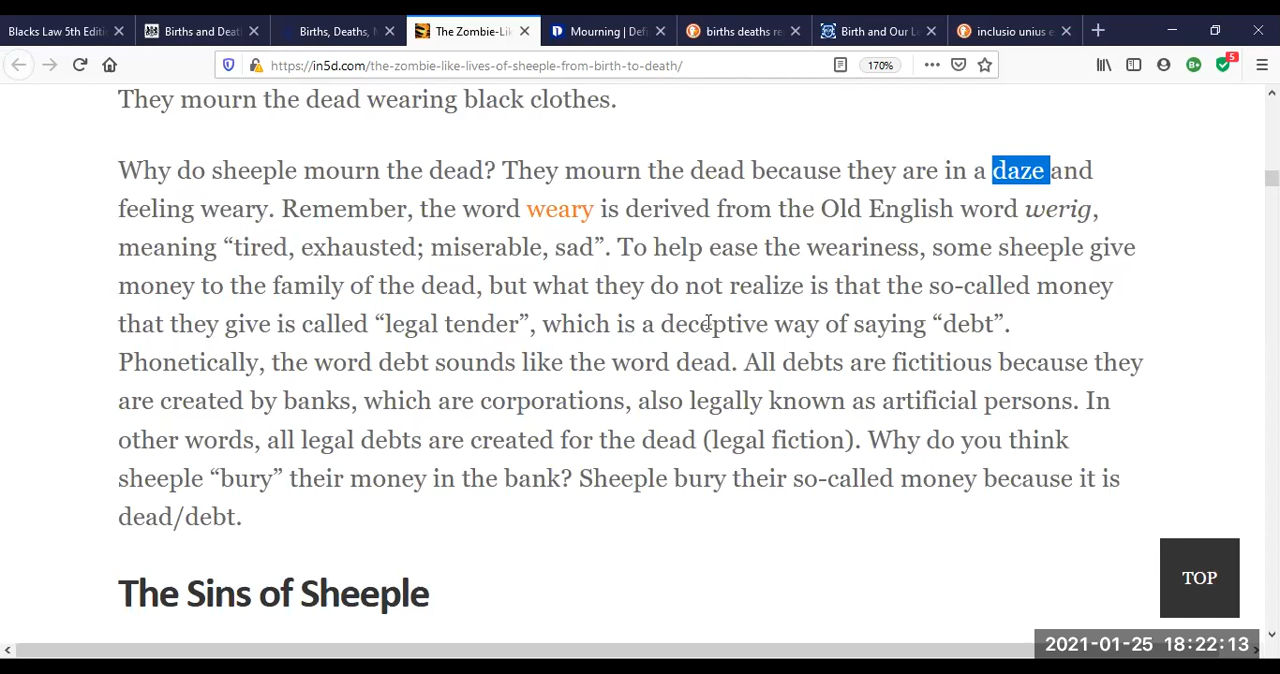 Blacks Law 5th Editi
Births and Deat
Births, Deaths, M
The Zombie-Lik
Mourning | Defi
births deaths re
Birth and Our Le
inclusio unius e
https://in5d.com/the-zombie-like-lives-of-sheeple-from-birth-to-death/
170%
5
They mourn the dead wearing black clothes.
Why do sheeple mourn the dead? They mourn the dead because they are in a daze and
feeling weary. Remember, the word weary is derived from the Old English word werig,
meaning “tired, exhausted; miserable, sad”. To help ease the weariness, some sheeple give
money to the family of the dead, but what they do not realize is that the so-called money
that they give is called “legal tender”, which is a deceptive way of saying “debt”.
Phonetically, the word debt sounds like the word dead. All debts are fictitious because they
are created by banks, which are corporations, also legally known as artificial persons. In
other words, all legal debts are created for the dead (legal fiction). Why do you think
sheeple “bury” their money in the bank? Sheeple bury their so-called money because it is
dead/debt.
The Sins of Sheeple
TOP
2021-01-25 18:22:13